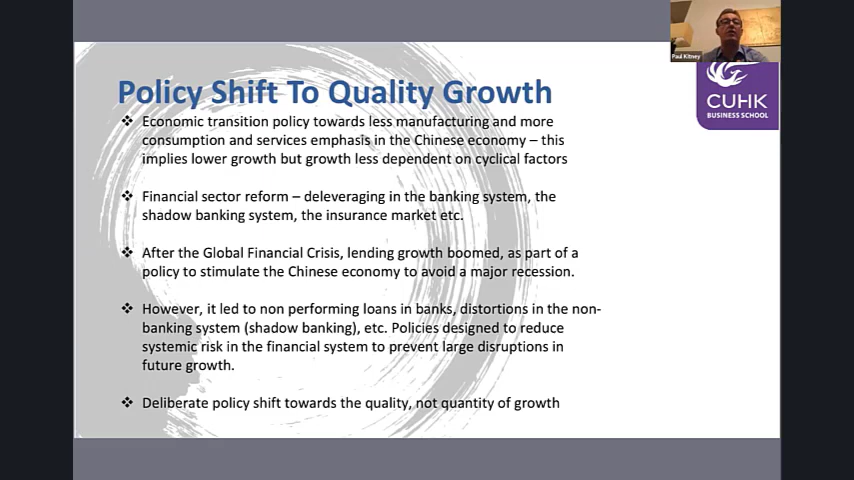 Paul Kitney
CUHK
BUSINESS SCHOOL
Policy Shift To Quality Growth
❖ Economic transition policy towards less manufacturing and more
consumption and services emphasis in the Chinese economy – this
implies lower growth but growth less dependent on cyclical factors
❖ Financial sector reform – deleveraging in the banking system, the
shadow banking system, the insurance market etc.
❖ After the Global Financial Crisis, lending growth boomed, as part of a
policy to stimulate the Chinese economy to avoid a major recession.
❖ However, it led to non performing loans in banks, distortions in the non-
banking system (shadow banking), etc. Policies designed to reduce
systemic risk in the financial system to prevent large disruptions in
future growth.
❖ Deliberate policy shift towards the quality, not quantity of growth